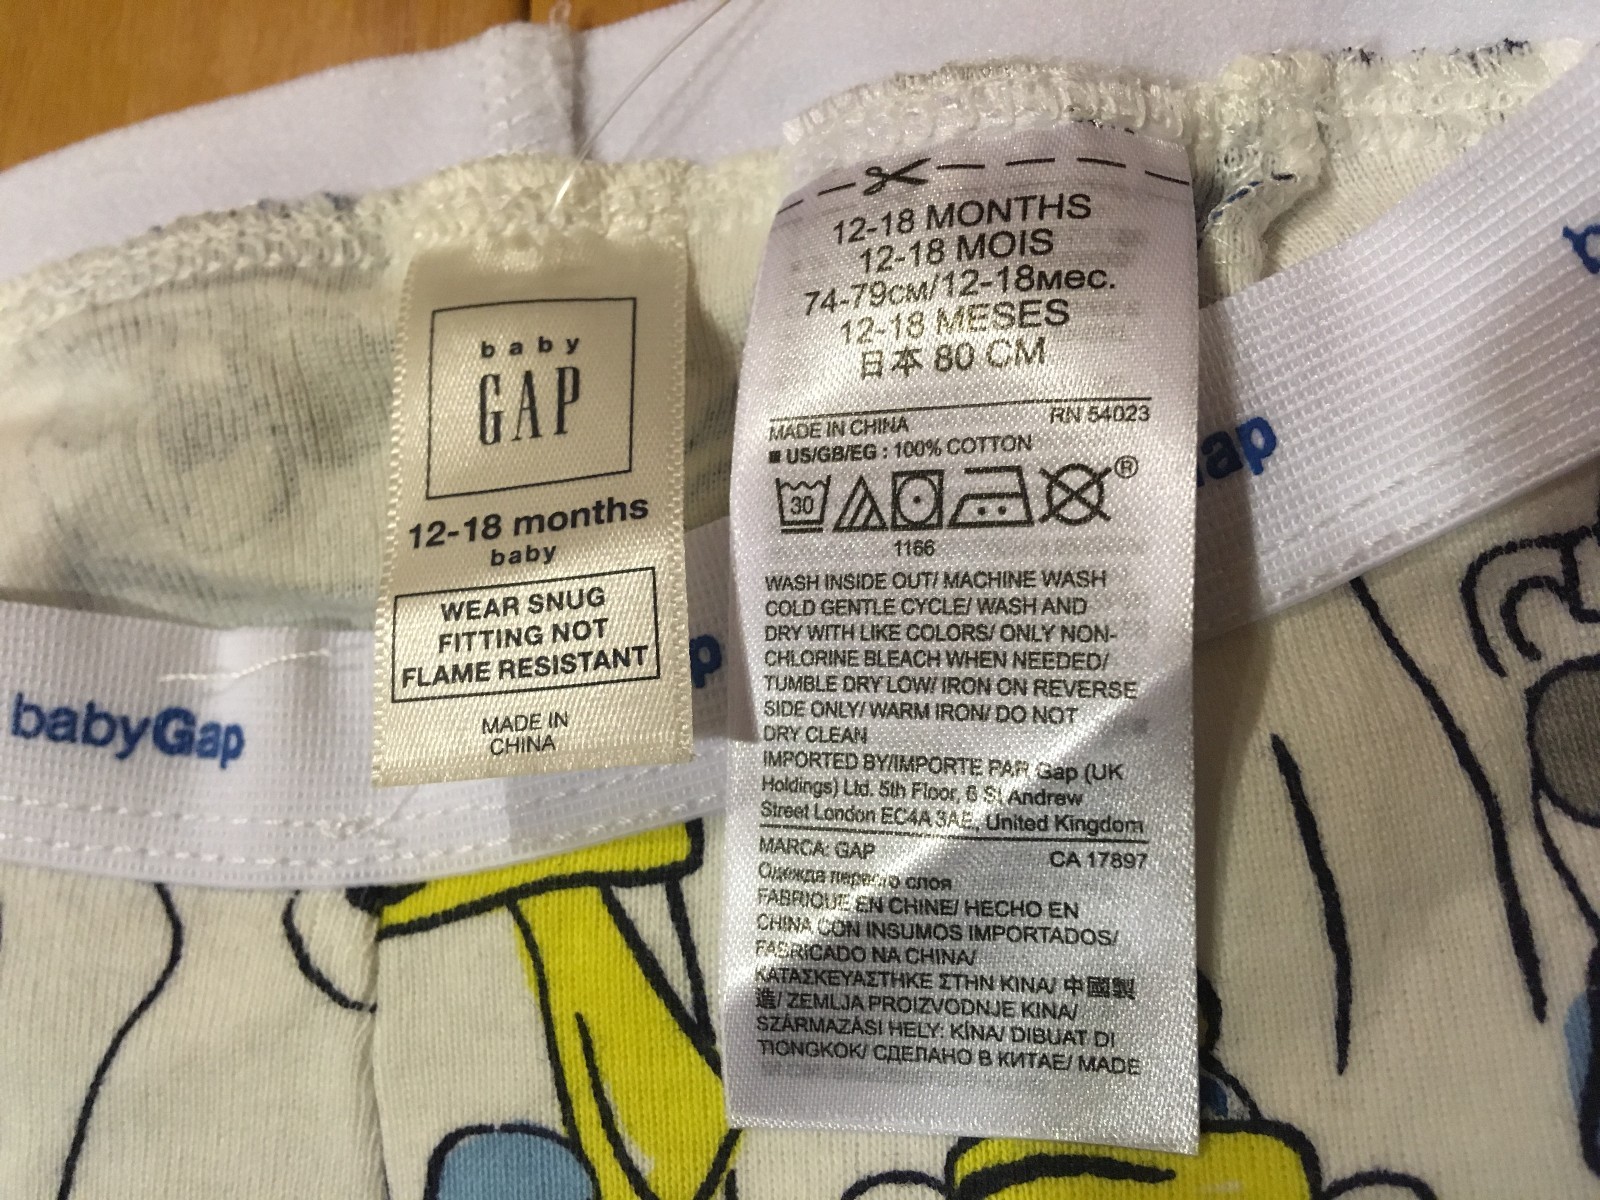 baby
GAP
12-18 months
baby
WEAR SNUG
FITTING NOT
FLAME RESISTANT
MADE IN
CHINA
12-18 MONTHS
12-18 MOIS
74-79см/12-18мес.
12-18 MESES
日本 80 CM
MADE IN CHINA RN 54023
■ US/GB/EG : 100% COTTON
30 ®
1166
WASH INSIDE OUT/ MACHINE WASH
COLD GENTLE CYCLE/ WASH AND
DRY WITH LIKE COLORS/ ONLY NON-
CHLORINE BLEACH WHEN NEEDED/
TUMBLE DRY LOW/ IRON ON REVERSE
SIDE ONLY/ WARM IRON/ DO NOT
DRY CLEAN
IMPORTED BY/IMPORTE PAR Gap (UK
Holdings) Ltd. 5th Floor, 6 St Andrew
Street London EC4A 3AE, United Kingdom
MARCA: GAP CA 17897
Одежда первого слоя
FABRIQUE EN CHINE/ HECHO EN
CHINA CON INSUMOS IMPORTADOS/
FABRICADO NA CHINA/
ΚΑΤΑΣΚΕΥΑΣΤΗΚΕ ΣΤΗΝ ΚΙΝΑ/ 中國製
造/ ZEMLJA PROIZVODNJE KINA/
SZÁRMAZÁSI HELY: KÍNA/ DIBUAT DI
TIONGKOK/ СДЕЛАНО В КИТАЕ/ MADE
babyGap